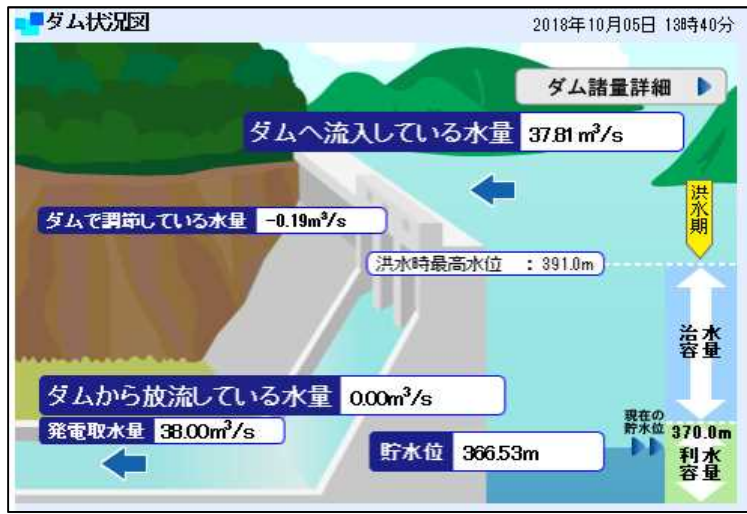 ダム状況図
2018年10月05日 13時40分
ダム諸量詳細
ダムへ流入している水量 37.81 m³/s
洪水期
ダムで調節している水量 -0.19m³/s
洪水時最高水位 : 391.0m
治水容量
ダムから放流している水量 0.00m³/s
発電取水量 38.00m³/s
現在の
貯水位
370.0m
貯水位 366.53m
利水容量